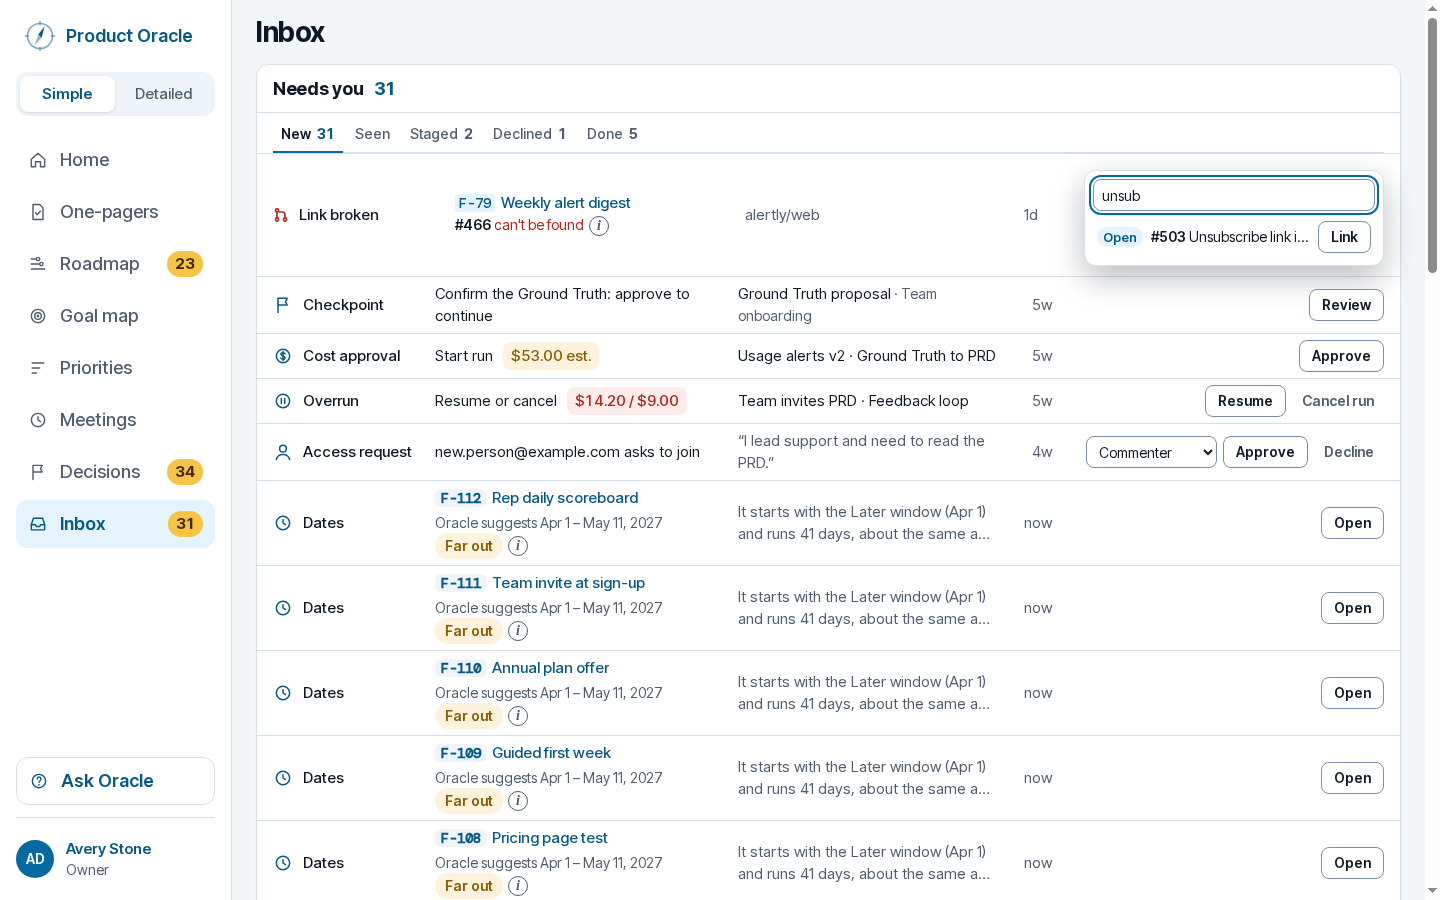 Product Oracle
Simple Detailed
Home
One-pagers
Roadmap 23
Goal map
Priorities
Meetings
Decisions 34
Inbox 31
Ask Oracle
AD Avery Stone
Owner
Inbox
Needs you 31
New 31 Seen Staged 2 Declined 1 Done 5
Link broken
F-79 Weekly alert digest
#466 can't be found i
alertly/web
1d
unsub
Open #503 Unsubscribe link i... Link
Checkpoint
Confirm the Ground Truth: approve to
continue
Ground Truth proposal · Team
onboarding
5w
Review
Cost approval
Start run $53.00 est.
Usage alerts v2 · Ground Truth to PRD
5w
Approve
Overrun
Resume or cancel $14.20 / $9.00
Team invites PRD · Feedback loop
5w
Resume Cancel run
Access request
new.person@example.com asks to join
“I lead support and need to read the
PRD.”
4w
Commenter Approve Decline
Dates
F-112 Rep daily scoreboard
Oracle suggests Apr 1 – May 11, 2027
Far out i
It starts with the Later window (Apr 1)
and runs 41 days, about the same a...
now
Open
Dates
F-111 Team invite at sign-up
Oracle suggests Apr 1 – May 11, 2027
Far out i
It starts with the Later window (Apr 1)
and runs 41 days, about the same a...
now
Open
Dates
F-110 Annual plan offer
Oracle suggests Apr 1 – May 11, 2027
Far out i
It starts with the Later window (Apr 1)
and runs 41 days, about the same a...
now
Open
Dates
F-109 Guided first week
Oracle suggests Apr 1 – May 11, 2027
Far out i
It starts with the Later window (Apr 1)
and runs 41 days, about the same a...
now
Open
Dates
F-108 Pricing page test
Oracle suggests Apr 1 – May 11, 2027
Far out i
It starts with the Later window (Apr 1)
and runs 41 days, about the same a...
now
Open